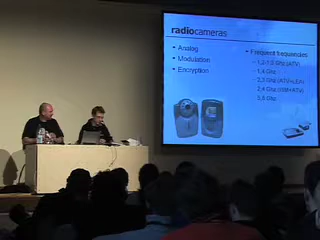 radiocameras
• Analog
• Modulation
• Encryption
• Frequent frequencies
– 1,4 Ghz
– 5,8 Ghz